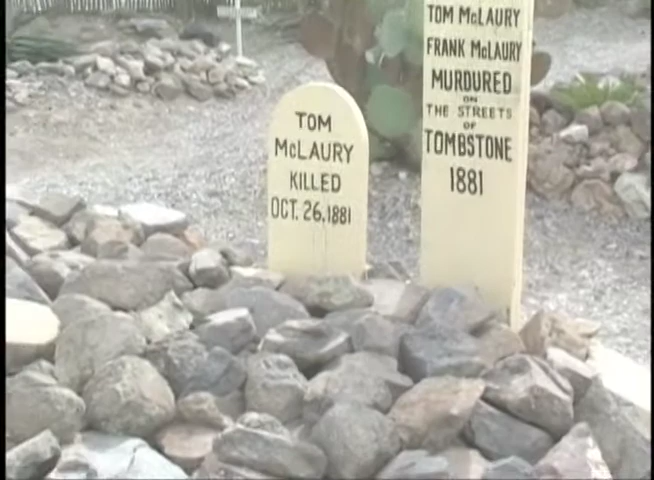 TOM
McLAURY
KILLED
OCT. 26, 1881
TOM McLAURY
FRANK McLAURY
MURDURED
ON
THE STREETS
OF
TOMBSTONE
1881